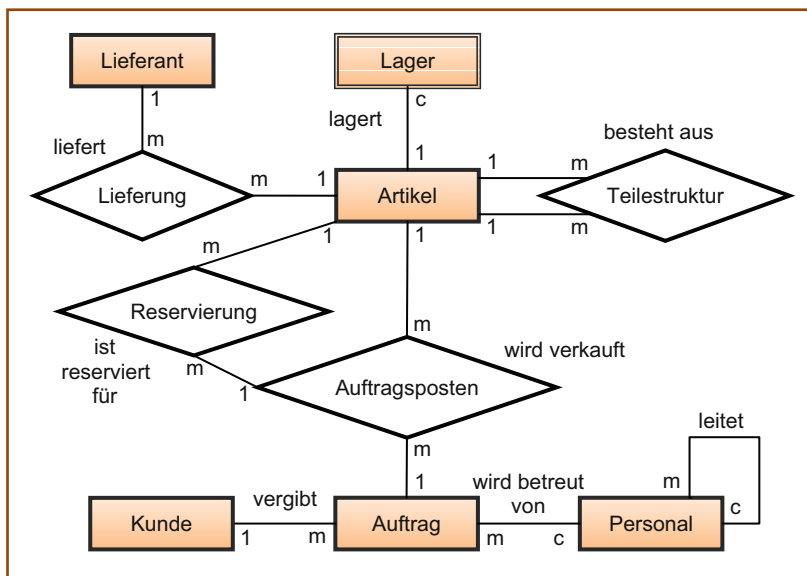 Lieferant
Lager
1
c
lagert
besteht aus
liefert
m
1
1
m
Lieferung
m
1
Artikel
Teilestruktur
1
m
m
1
1
Reservierung
m
wird verkauft
ist
reserviert
für
m
1
Auftragsposten
leitet
m
wird betreut
von
m
vergibt
1
c
Kunde
Auftrag
Personal
1
m
m
c